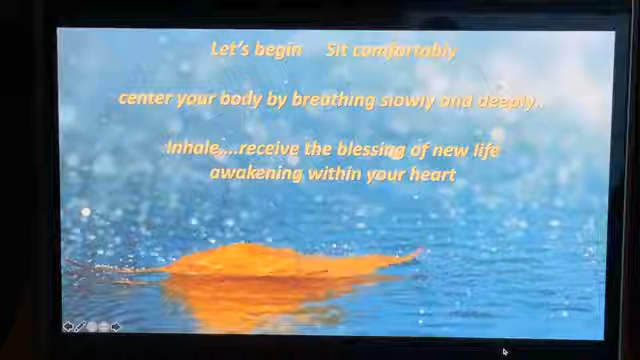 Let's begin Sit comfortably
center your body by breathing slowly and deeply..
Inhale....receive the blessing of new life
awakening within your heart